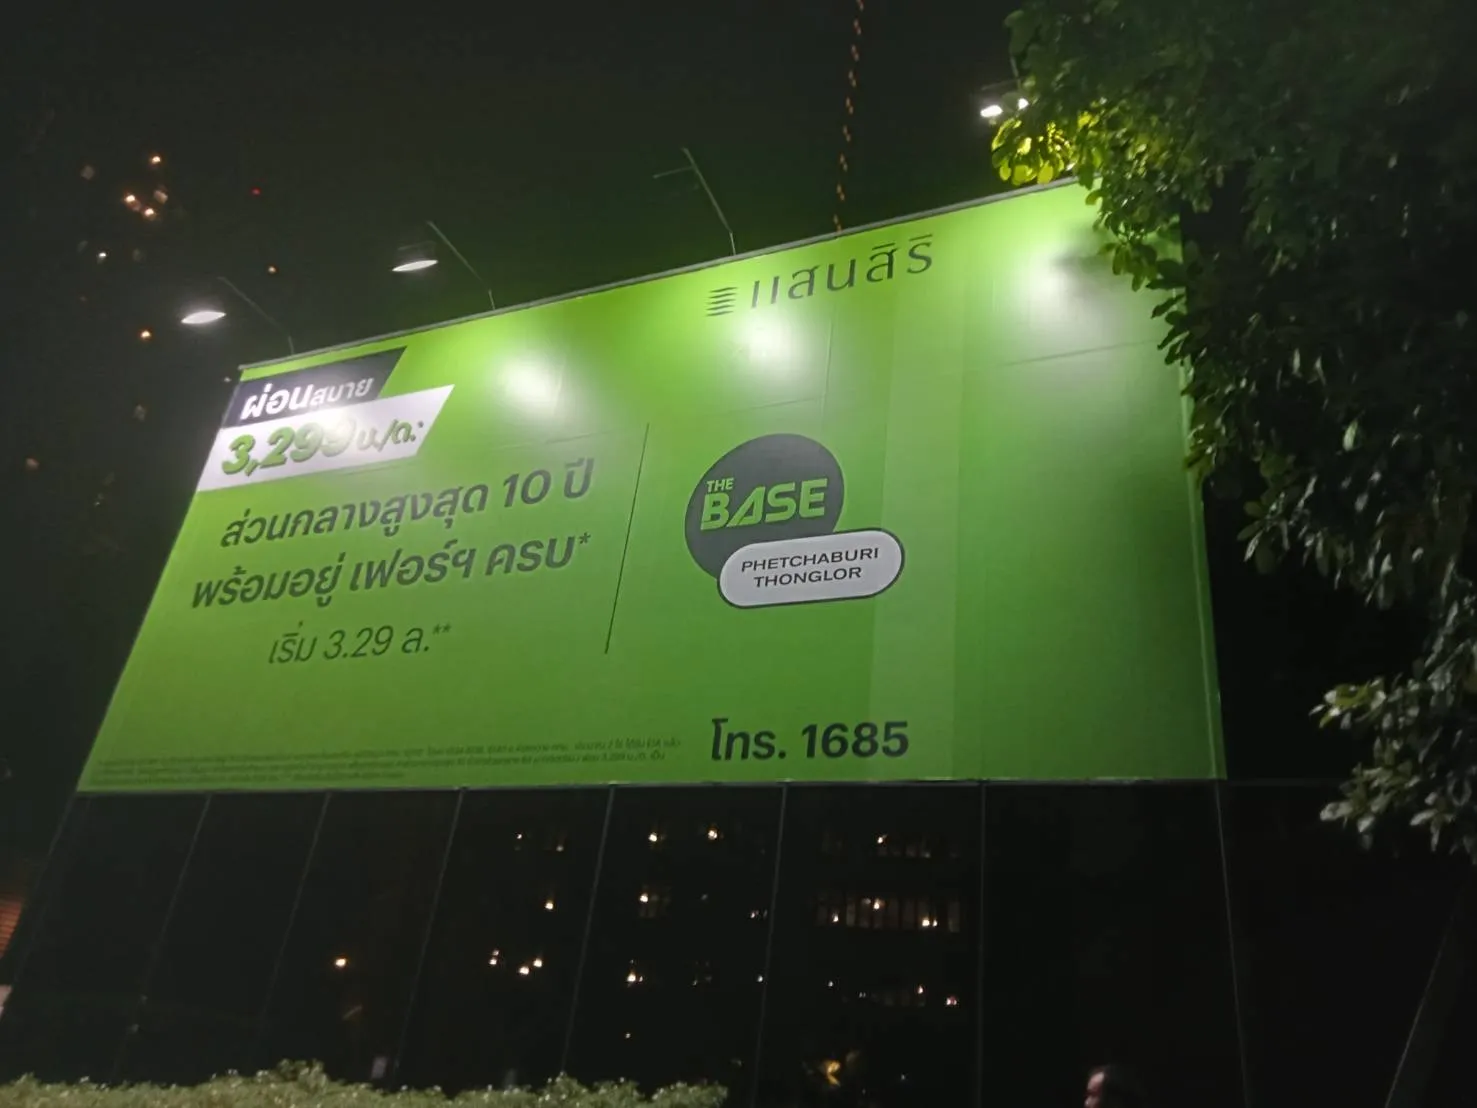 แสนสิริ
ผ่อนสบาย
3,299 บ./ด.*
ส่วนกลางสูงสุด 10 ปี
พร้อมอยู่ เฟอร์ฯ ครบ*
เริ่ม 3.29 ล.**
THE
BASE
PHETCHABURI
THONGLOR
โทร. 1685